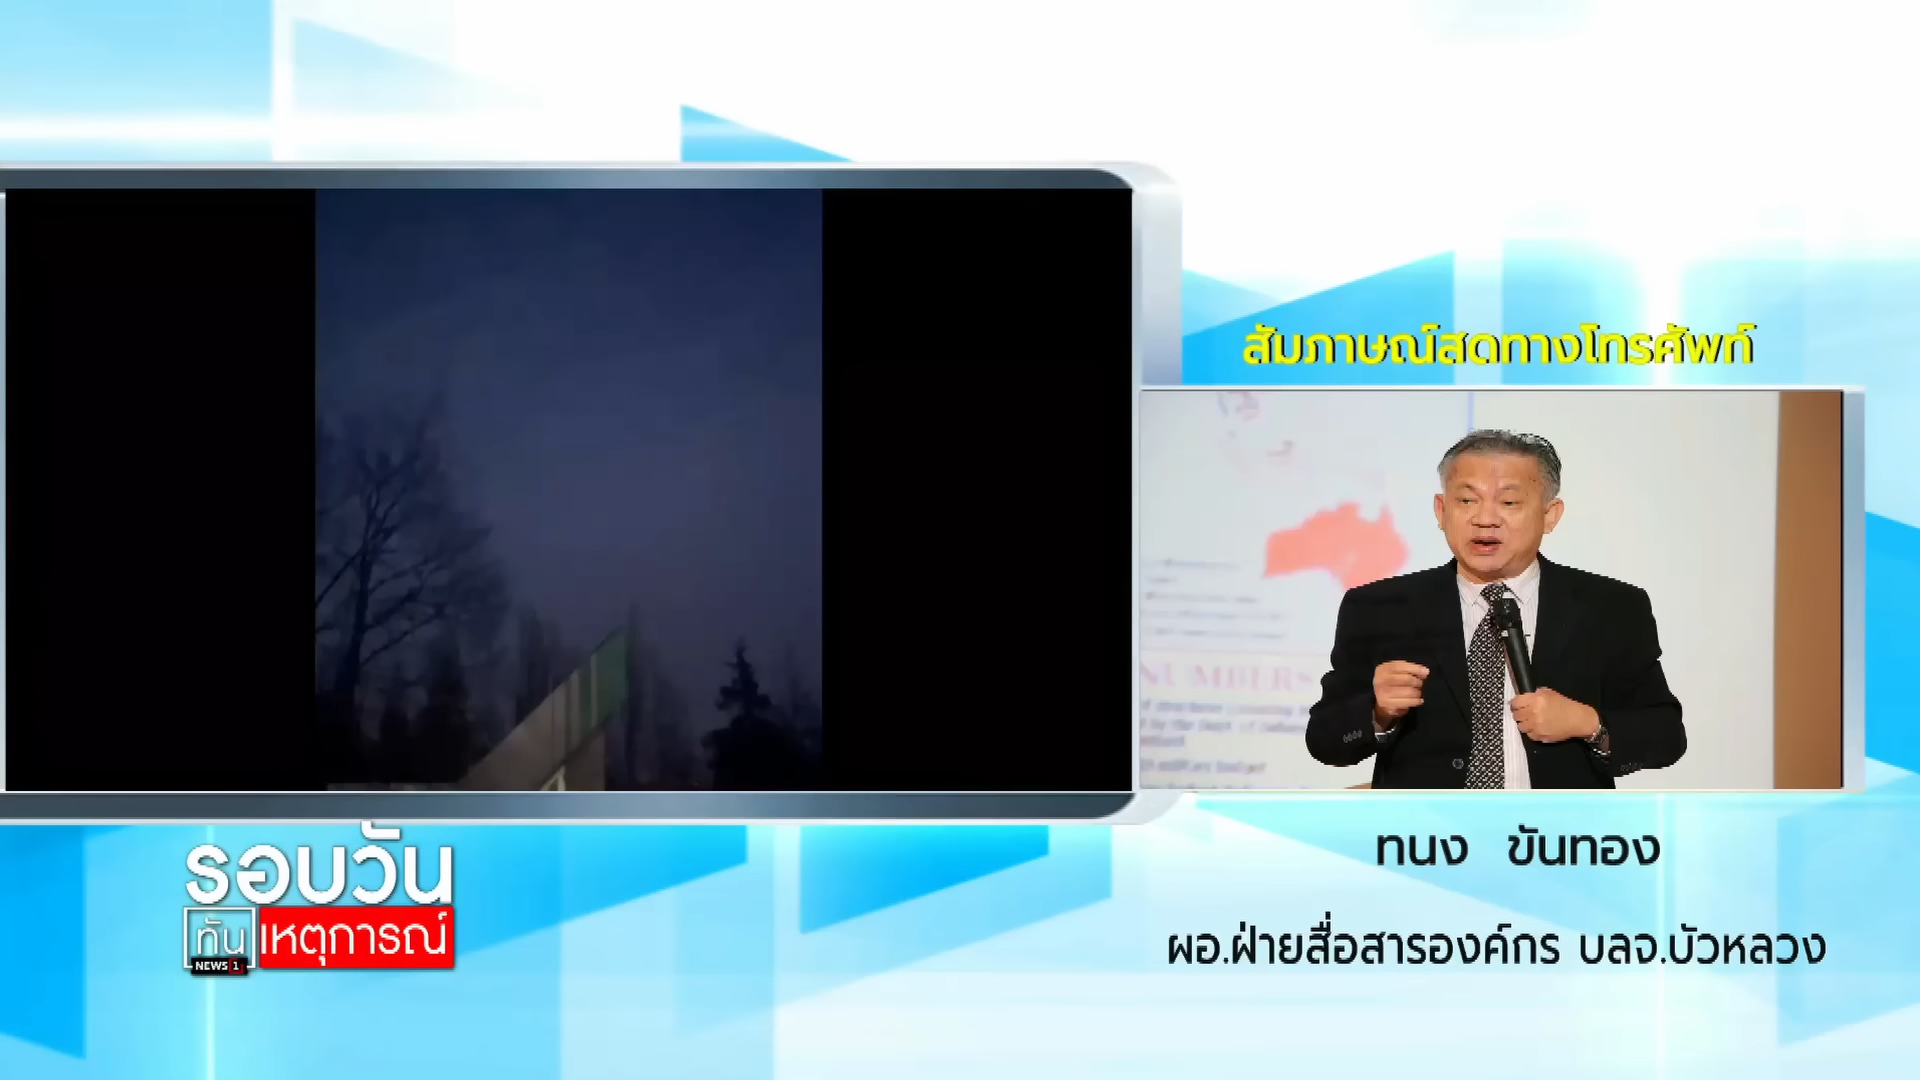 สัมภาษณ์สดทางโทรศัพท์
NUMBERS
รอบวัน
ทันเหตุการณ์
NEWS 1
ทนง ขันทอง
ผอ.ฝ่ายสื่อสารองค์กร บลจ.บัวหลวง